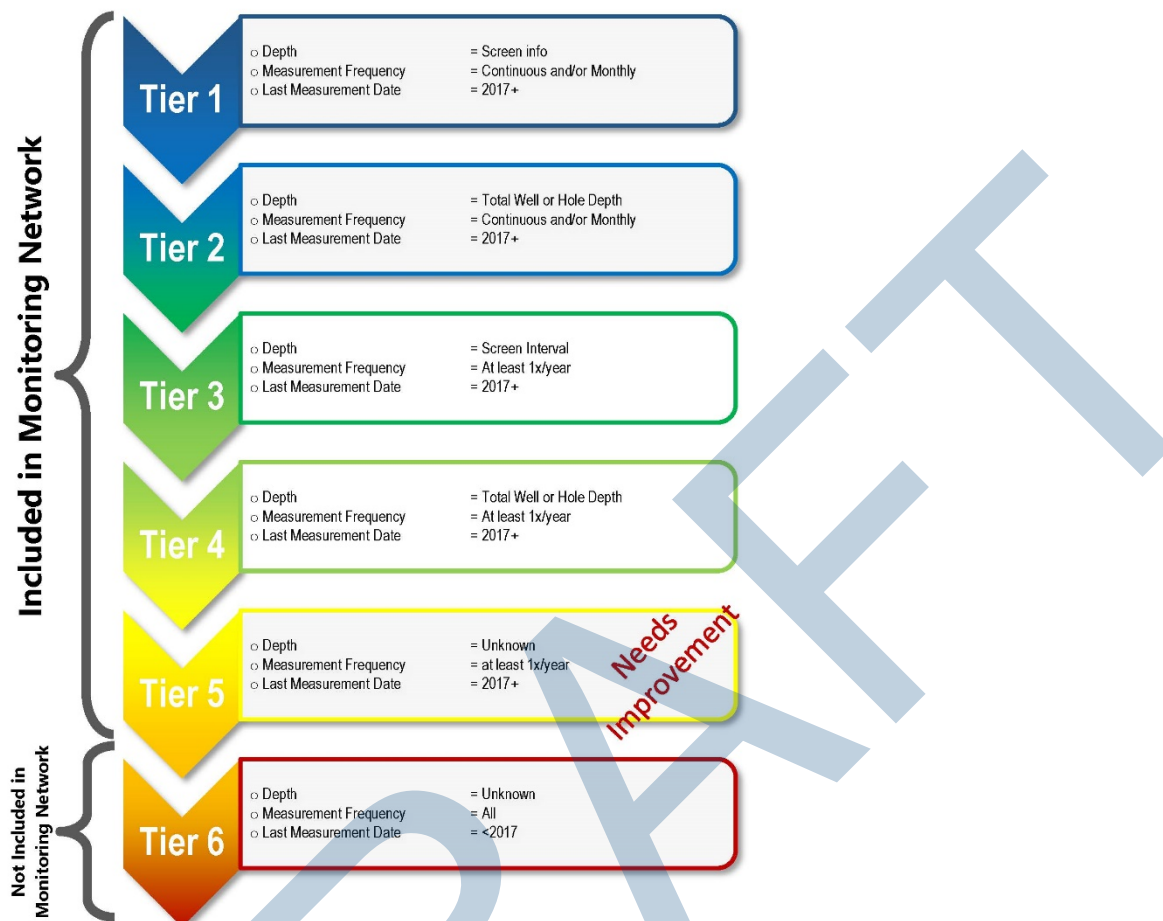 Included in Monitoring Network
Tier 1
o Depth = Screen info
o Measurement Frequency = Continuous and/or Monthly
o Last Measurement Date = 2017+
Tier 2
o Depth = Total Well or Hole Depth
o Measurement Frequency = Continuous and/or Monthly
o Last Measurement Date = 2017+
Tier 3
o Depth = Screen Interval
o Measurement Frequency = At least 1x/year
o Last Measurement Date = 2017+
Tier 4
o Depth = Total Well or Hole Depth
o Measurement Frequency = At least 1x/year
o Last Measurement Date = 2017+
Tier 5
o Depth = Unknown
o Measurement Frequency = at least 1x/year
o Last Measurement Date = 2017+
Needs
Improvement
Not Included in
Monitoring Network
Tier 6
o Depth = Unknown
o Measurement Frequency = All
o Last Measurement Date = <2017
DRAFT